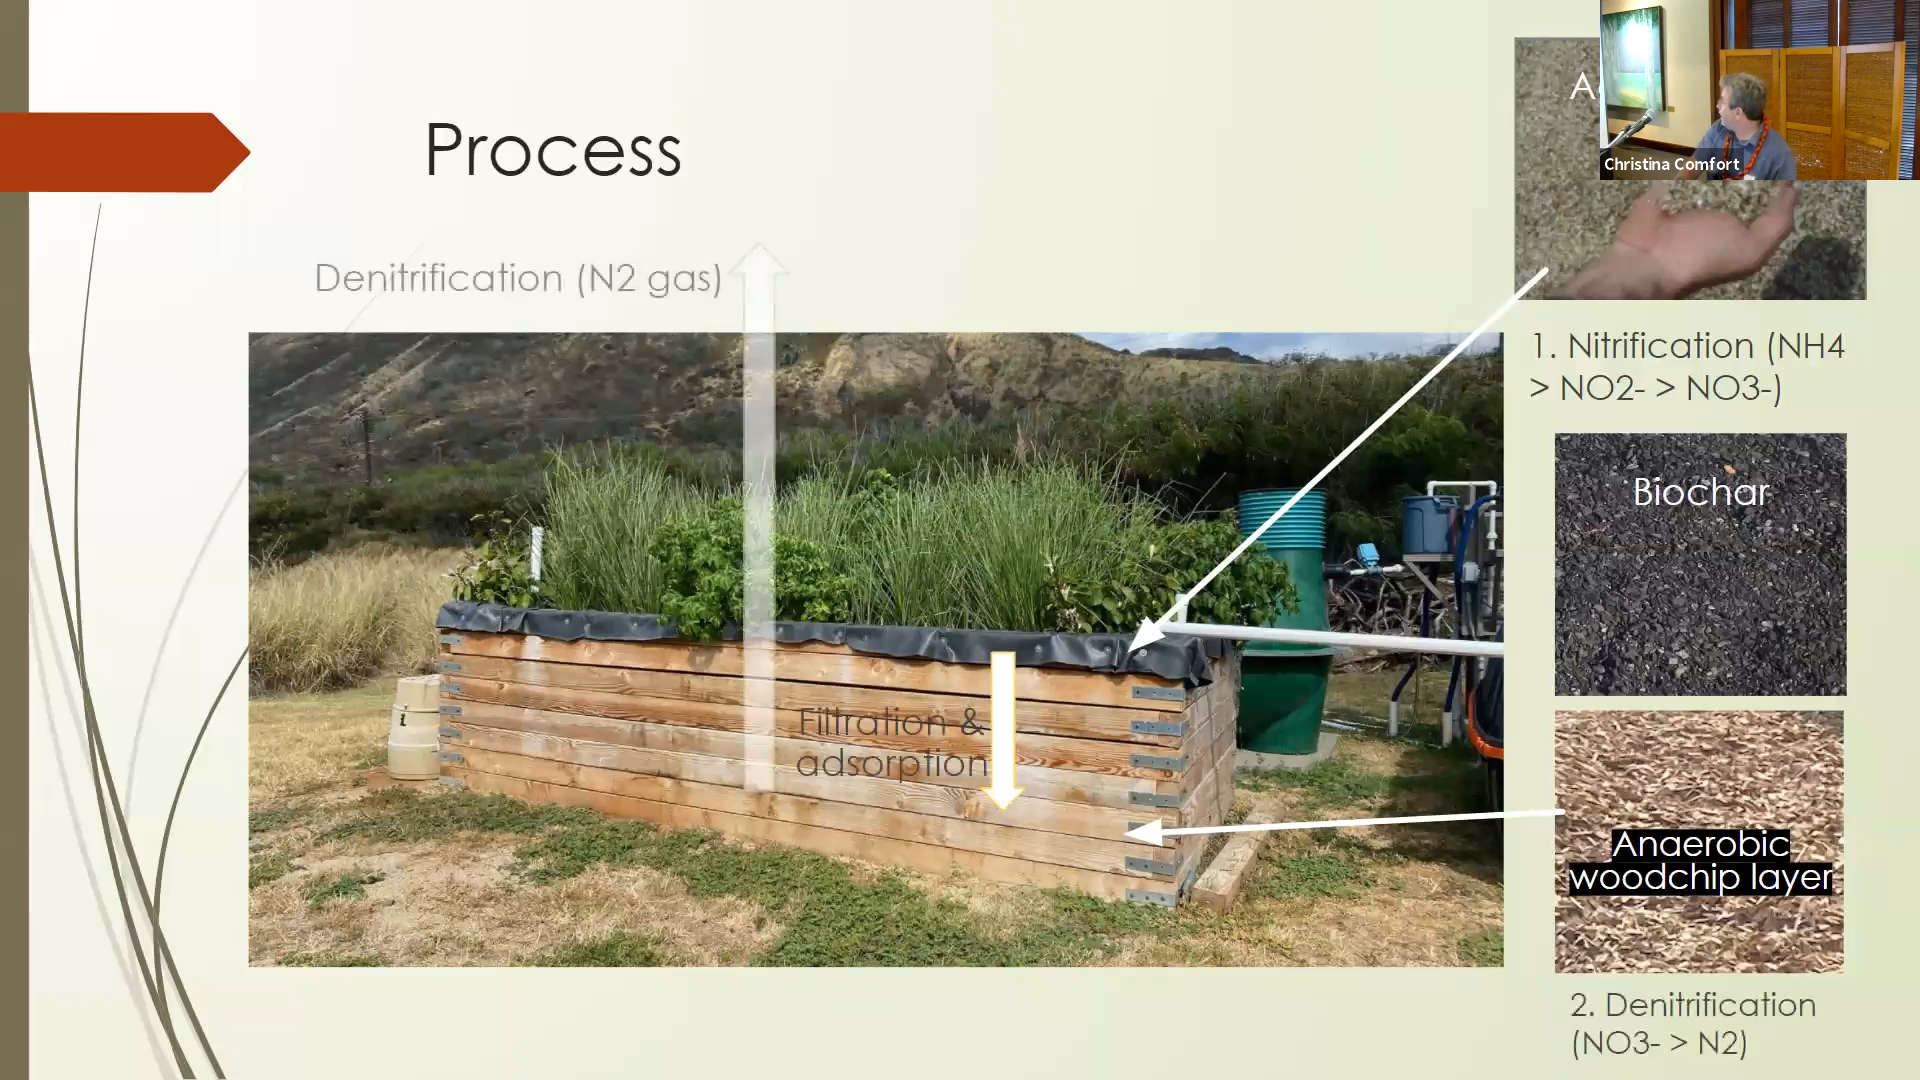 Process
Christina Comfort
Denitrification (N2 gas)
1. Nitrification (NH4
> NO2- > NO3-)
Biochar
Filtration &
adsorption
Anaerobic
woodchip layer
2. Denitrification
(NO3- > N2)